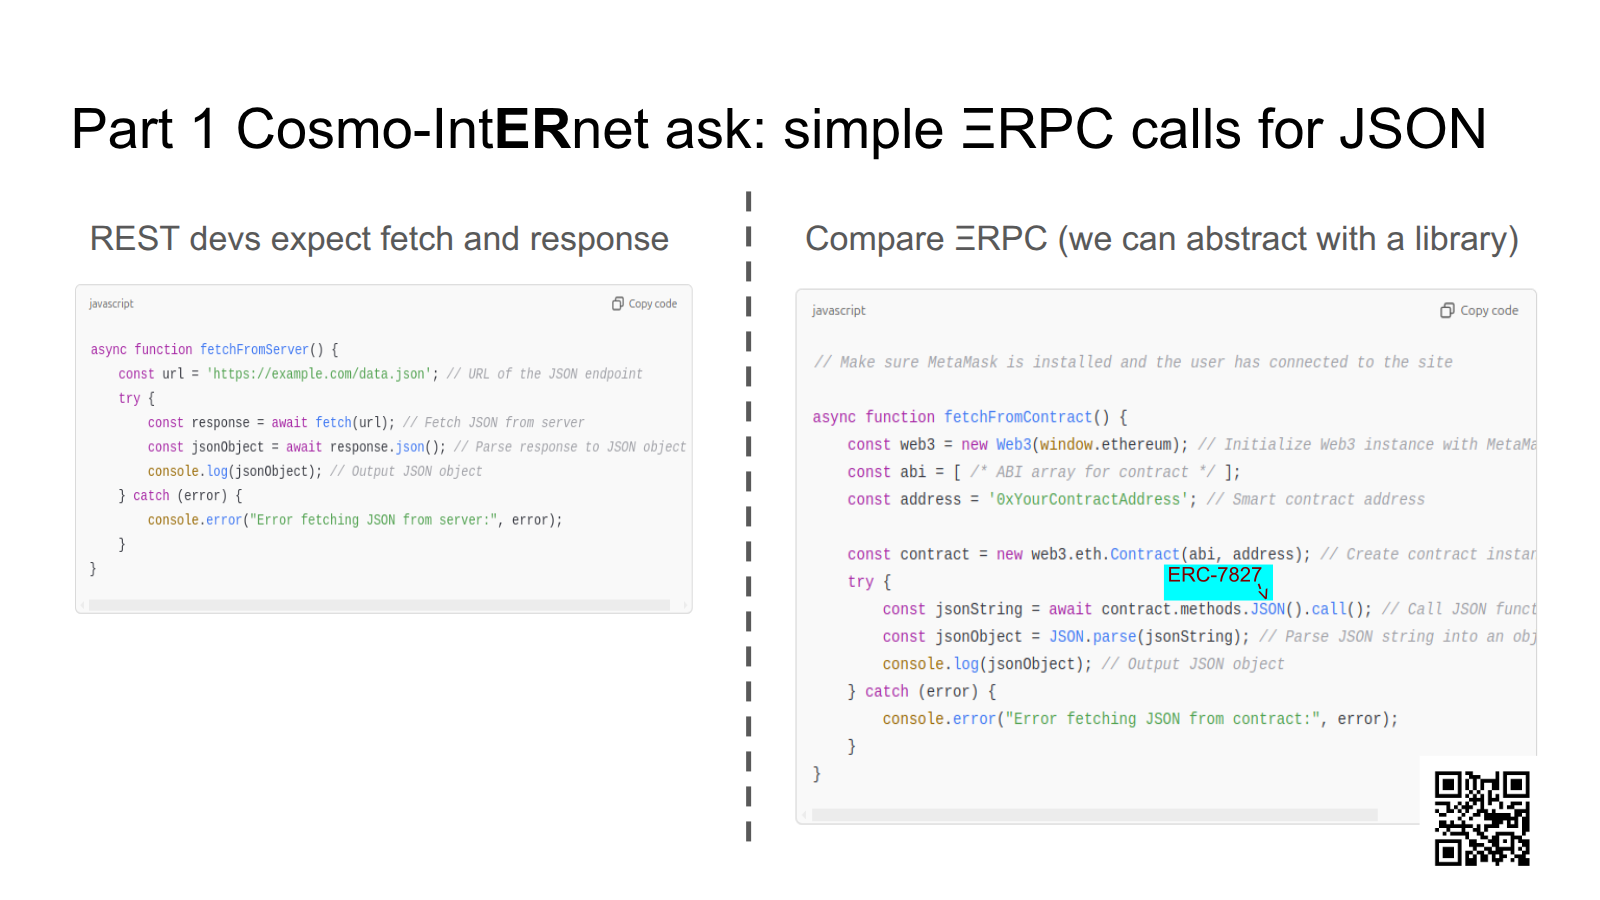 Part 1 Cosmo-IntERnet ask: simple ΞRPC calls for JSON
REST devs expect fetch and response
javascript
Copy code
async function fetchFromServer() {
    const url = 'https://example.com/data.json'; // URL of the JSON endpoint
    try {
        const response = await fetch(url); // Fetch JSON from server
        const jsonObject = await response.json(); // Parse response to JSON object
        console.log(jsonObject); // Output JSON object
    } catch (error) {
        console.error("Error fetching JSON from server:", error);
    }
}
Compare ΞRPC (we can abstract with a library)
javascript
Copy code
// Make sure MetaMask is installed and the user has connected to the site
async function fetchFromContract() {
    const web3 = new Web3(window.ethereum); // Initialize Web3 instance with MetaMa
    const abi = [ /* ABI array for contract */ ];
    const address = '0xYourContractAddress'; // Smart contract address
    const contract = new web3.eth.Contract(abi, address); // Create contract instan
    try {
ERC-7827
        const jsonString = await contract.methods.JSON().call(); // Call JSON funct
        const jsonObject = JSON.parse(jsonString); // Parse JSON string into an obj
        console.log(jsonObject); // Output JSON object
    } catch (error) {
        console.error("Error fetching JSON from contract:", error);
    }
}